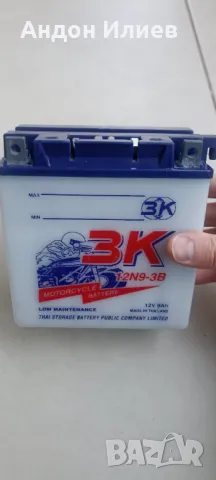 Андон Илиев
MAX
MIN
3K
3K
12N9-3B
MOTORCYCLE
BATTERY
12V 9Ah
LOW MAINTENANCE
MADE IN THAILAND
THAI STORAGE BATTERY PUBLIC COMPANY LIMITED
bazar